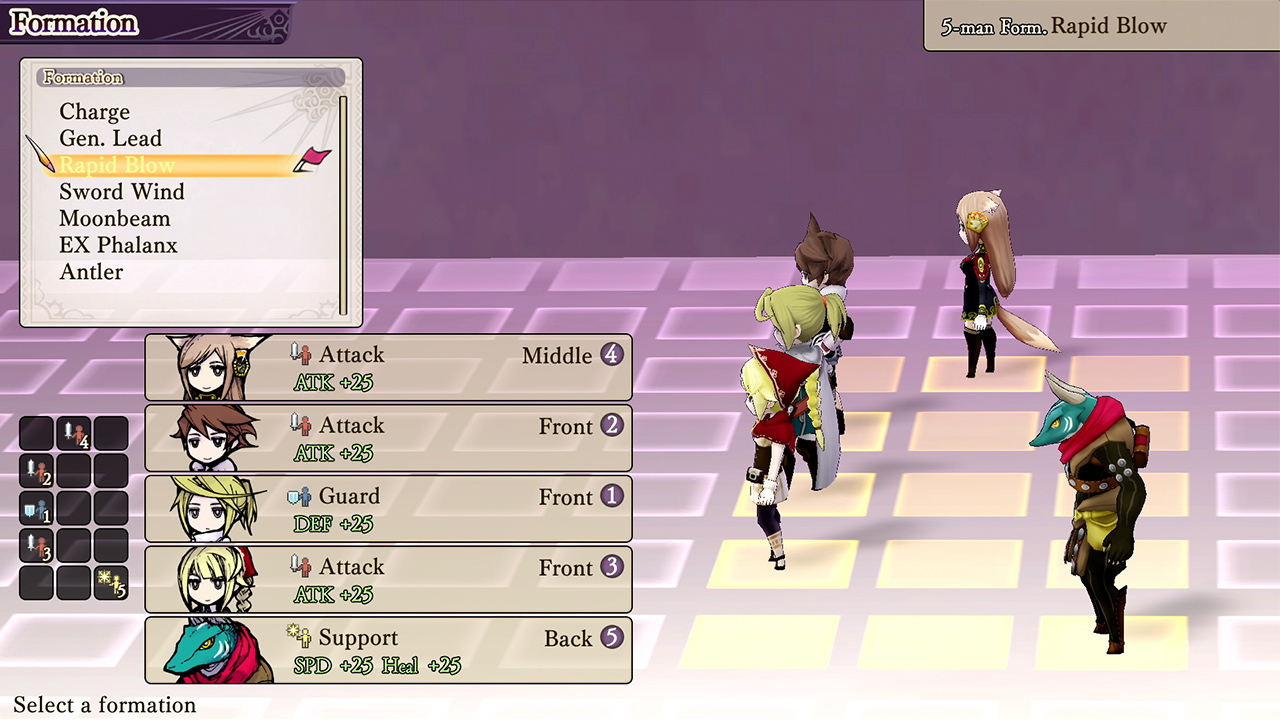 Formation
5-man Form. Rapid Blow
Formation
Charge
Gen. Lead
Rapid Blow
Sword Wind
Moonbeam
EX Phalanx
Antler
Attack Middle 4
ATK +25
Attack Front 2
ATK +25
Guard Front 1
DEF +25
Attack Front 3
ATK +25
Support Back 5
SPD +25 Heal +25
4
2
1
3
5
Select a formation